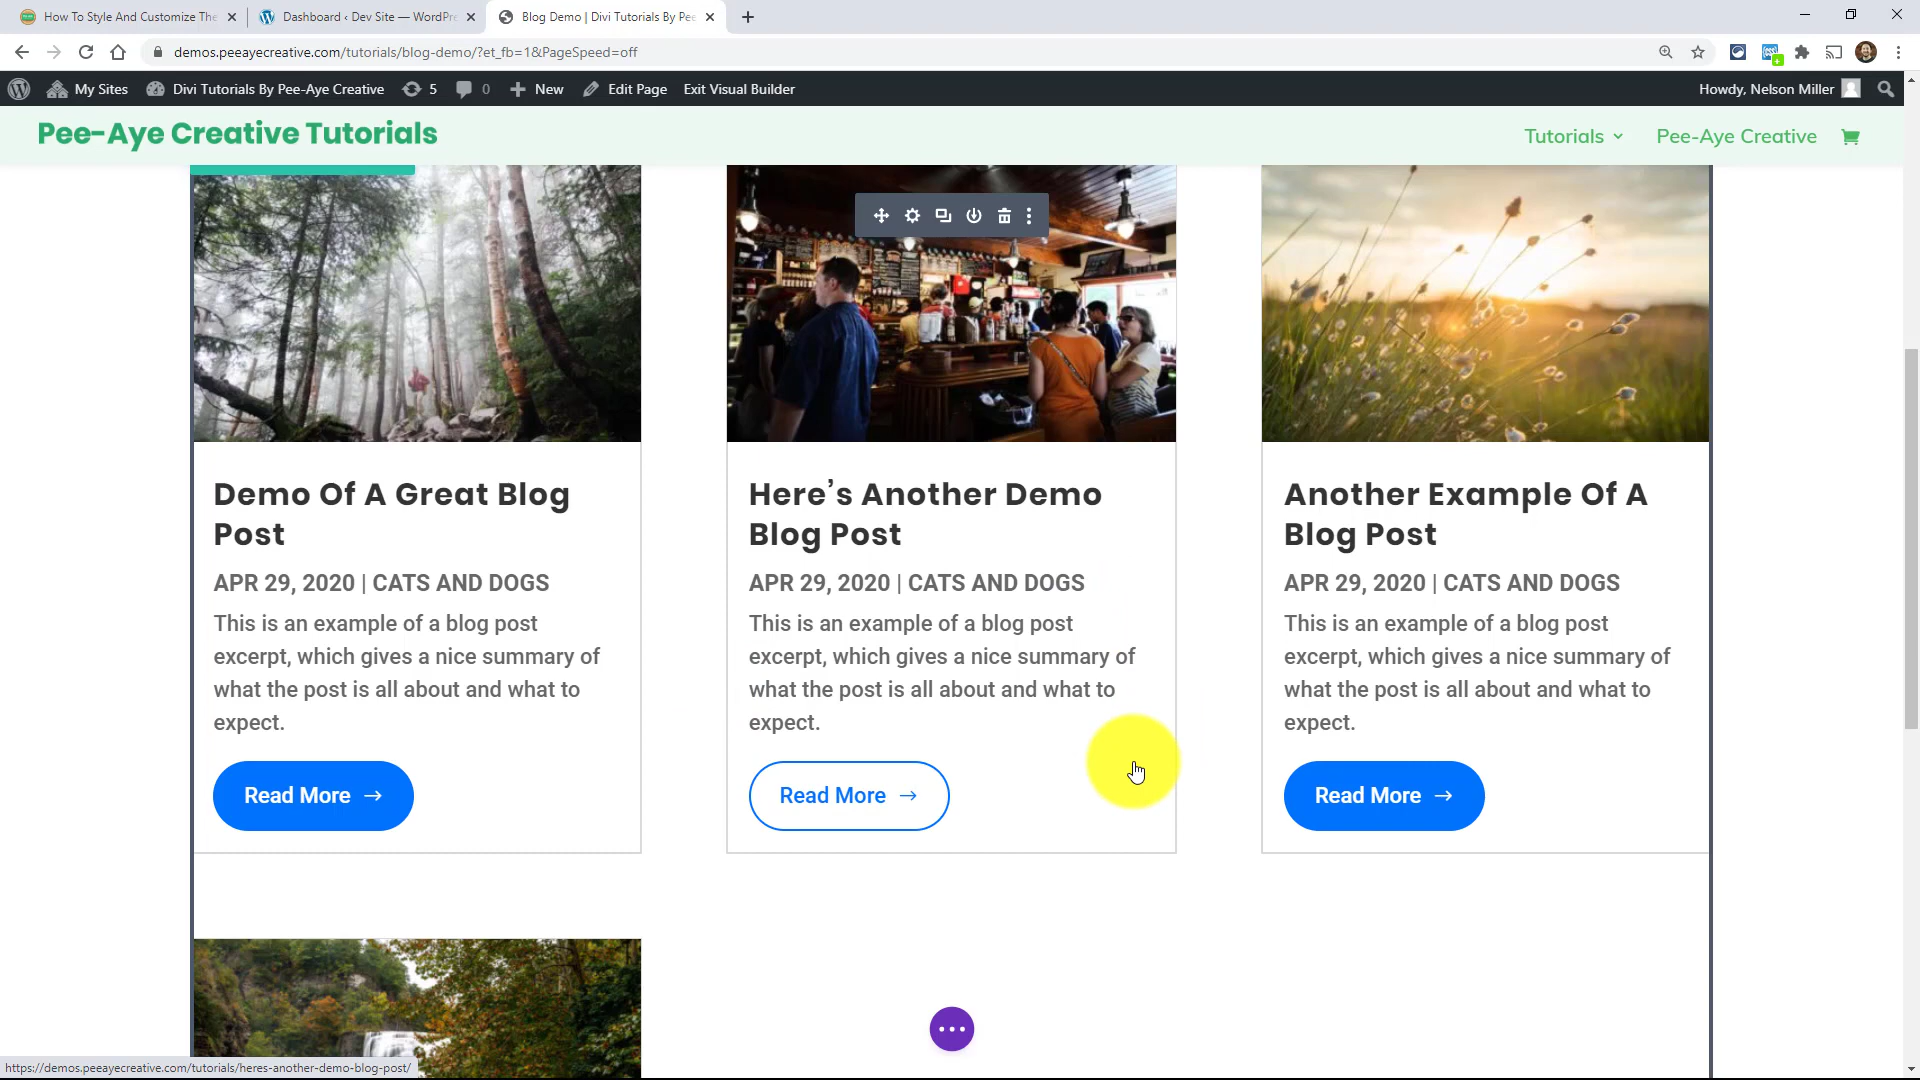 How To Style And Customize The
Dashboard ‹ Dev Site — WordPre
Blog Demo | Divi Tutorials By Pee
demos.peeayecreative.com/tutorials/blog-demo/?et_fb=1&PageSpeed=off
My Sites
Divi Tutorials By Pee-Aye Creative
5
0
New
Edit Page
Exit Visual Builder
Howdy, Nelson Miller
Pee-Aye Creative Tutorials
Tutorials
Pee-Aye Creative
Demo Of A Great Blog
Post
APR 29, 2020 | CATS AND DOGS
This is an example of a blog post
excerpt, which gives a nice summary of
what the post is all about and what to
expect.
Read More
Here’s Another Demo
Blog Post
APR 29, 2020 | CATS AND DOGS
This is an example of a blog post
excerpt, which gives a nice summary of
what the post is all about and what to
expect.
Read More
Another Example Of A
Blog Post
APR 29, 2020 | CATS AND DOGS
This is an example of a blog post
excerpt, which gives a nice summary of
what the post is all about and what to
expect.
Read More
https://demos.peeayecreative.com/tutorials/heres-another-demo-blog-post/